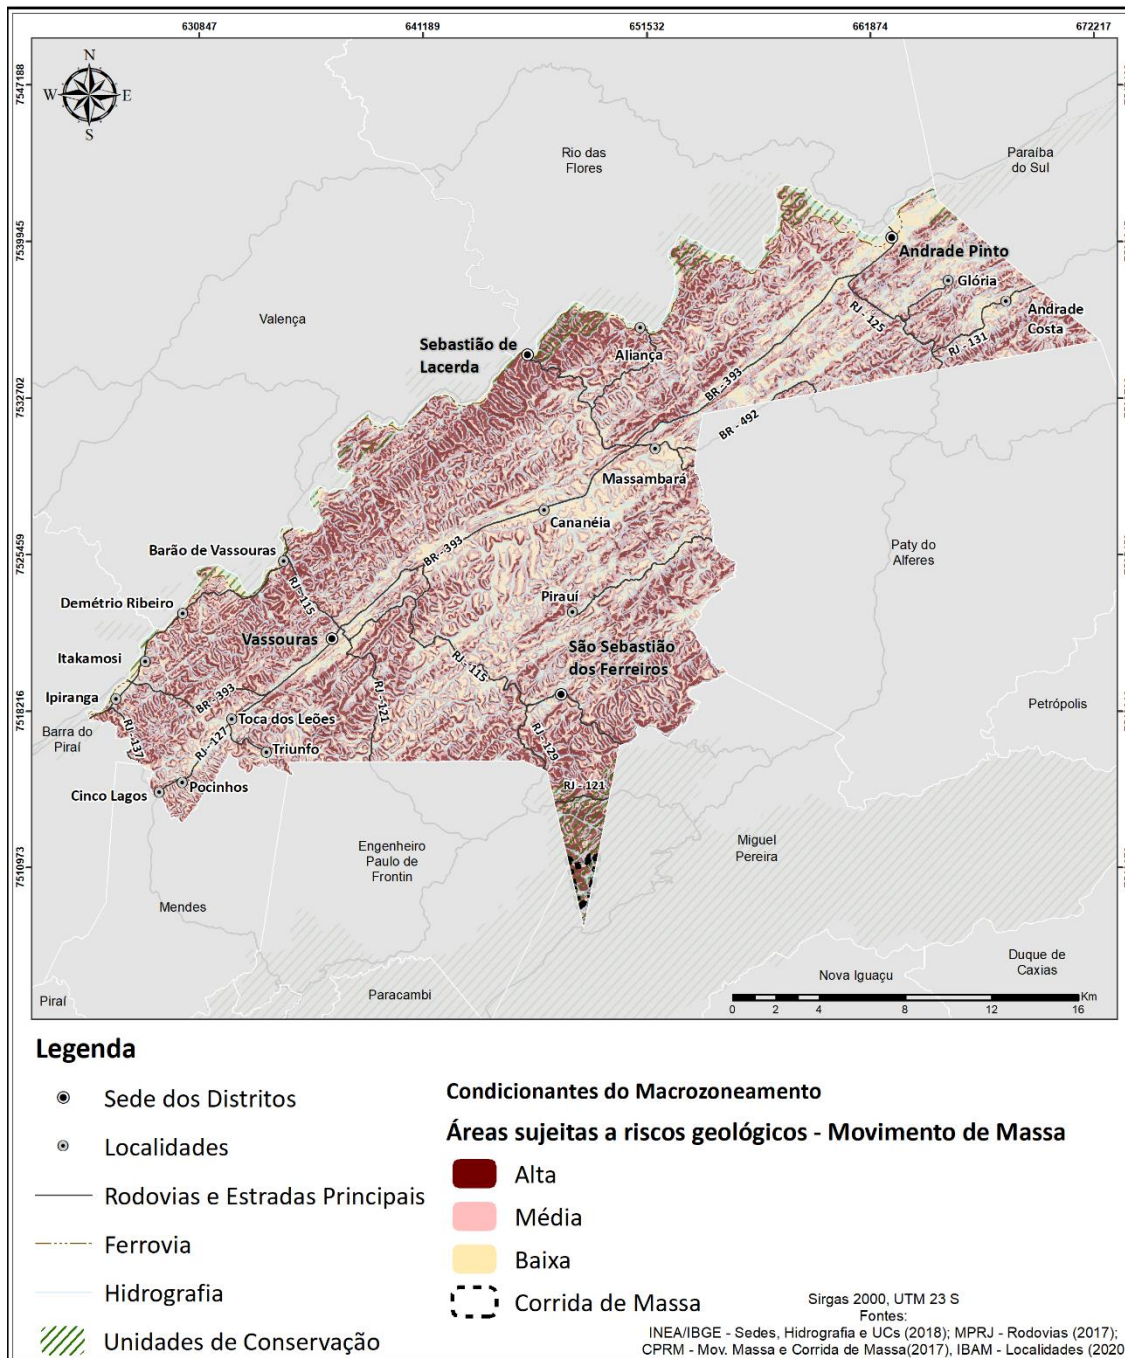 630847
641189
651532
661874
672217
7547188
N
W
E
S
Rio das
Flores
Paraíba
do Sul
7539945
Andrade Pinto
Glória
Valença
Andrade
Costa
RJ - 125
RJ - 131
Sebastião de
Lacerda
Aliança
BR - 393
7532702
BR - 492
Massambará
Cananéia
BR - 393
Barão de Vassouras
7525459
Paty do
Alferes
RJ - 115
Pirauí
Demétrio Ribeiro
Vassouras
São Sebastião
dos Ferreiros
Itakamosi
RJ - 115
RJ - 121
Ipiranga
BR - 393
Petrópolis
7518216
Toca dos Leões
Barra do
Piraí
RJ - 137
RJ - 127
RJ - 129
Triunfo
Pocinhos
Cinco Lagos
RJ - 121
Engenheiro
Paulo de
Frontin
Miguel
Pereira
7510973
Mendes
Duque de
Caxias
Nova Iguaçu
Piraí
Paracambi
Km
0 2 4 8 12 16
Legenda
Sede dos Distritos
Localidades
Rodovias e Estradas Principais
Ferrovia
Hidrografia
Unidades de Conservação
Condicionantes do Macrozoneamento
Áreas sujeitas a riscos geológicos - Movimento de Massa
Alta
Média
Baixa
Corrida de Massa
Sirgas 2000, UTM 23 S
Fontes:
INEA/IBGE - Sedes, Hidrografia e UCs (2018); MPRJ - Rodovias (2017);
CPRM - Mov. Massa e Corrida de Massa(2017), IBAM - Localidades (2020